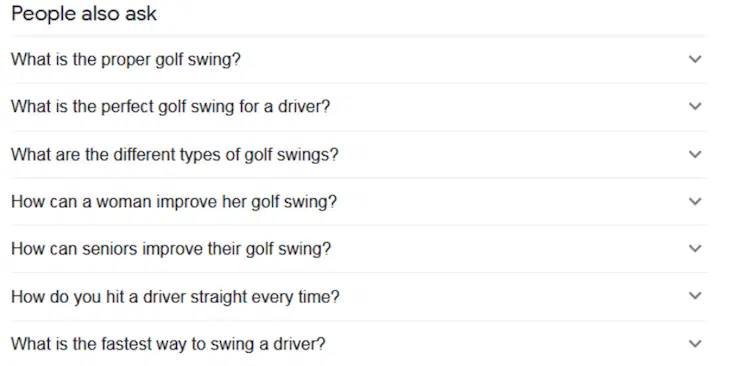 People also ask
What is the proper golf swing?
What is the perfect golf swing for a driver?
What are the different types of golf swings?
How can a woman improve her golf swing?
How can seniors improve their golf swing?
How do you hit a driver straight every time?
What is the fastest way to swing a driver?